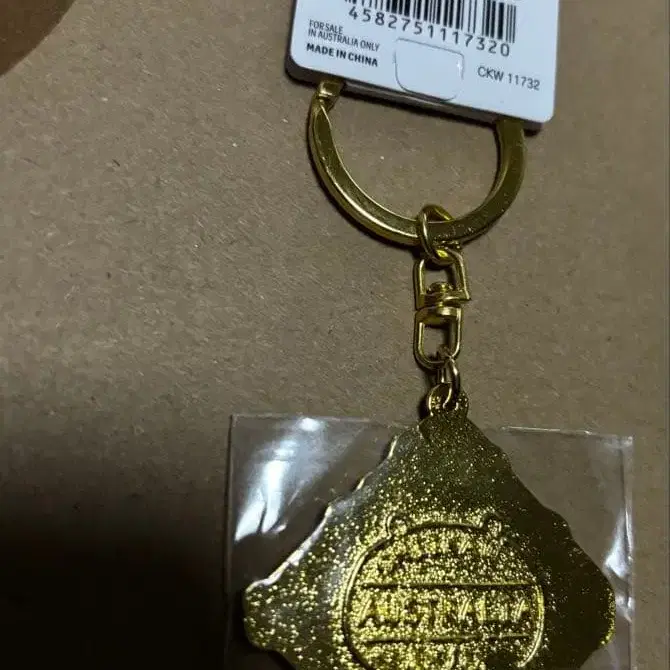 4582751117320
FOR SALE
IN AUSTRALIA ONLY
MADE IN CHINA
CKW 11732
AUSTRALIA